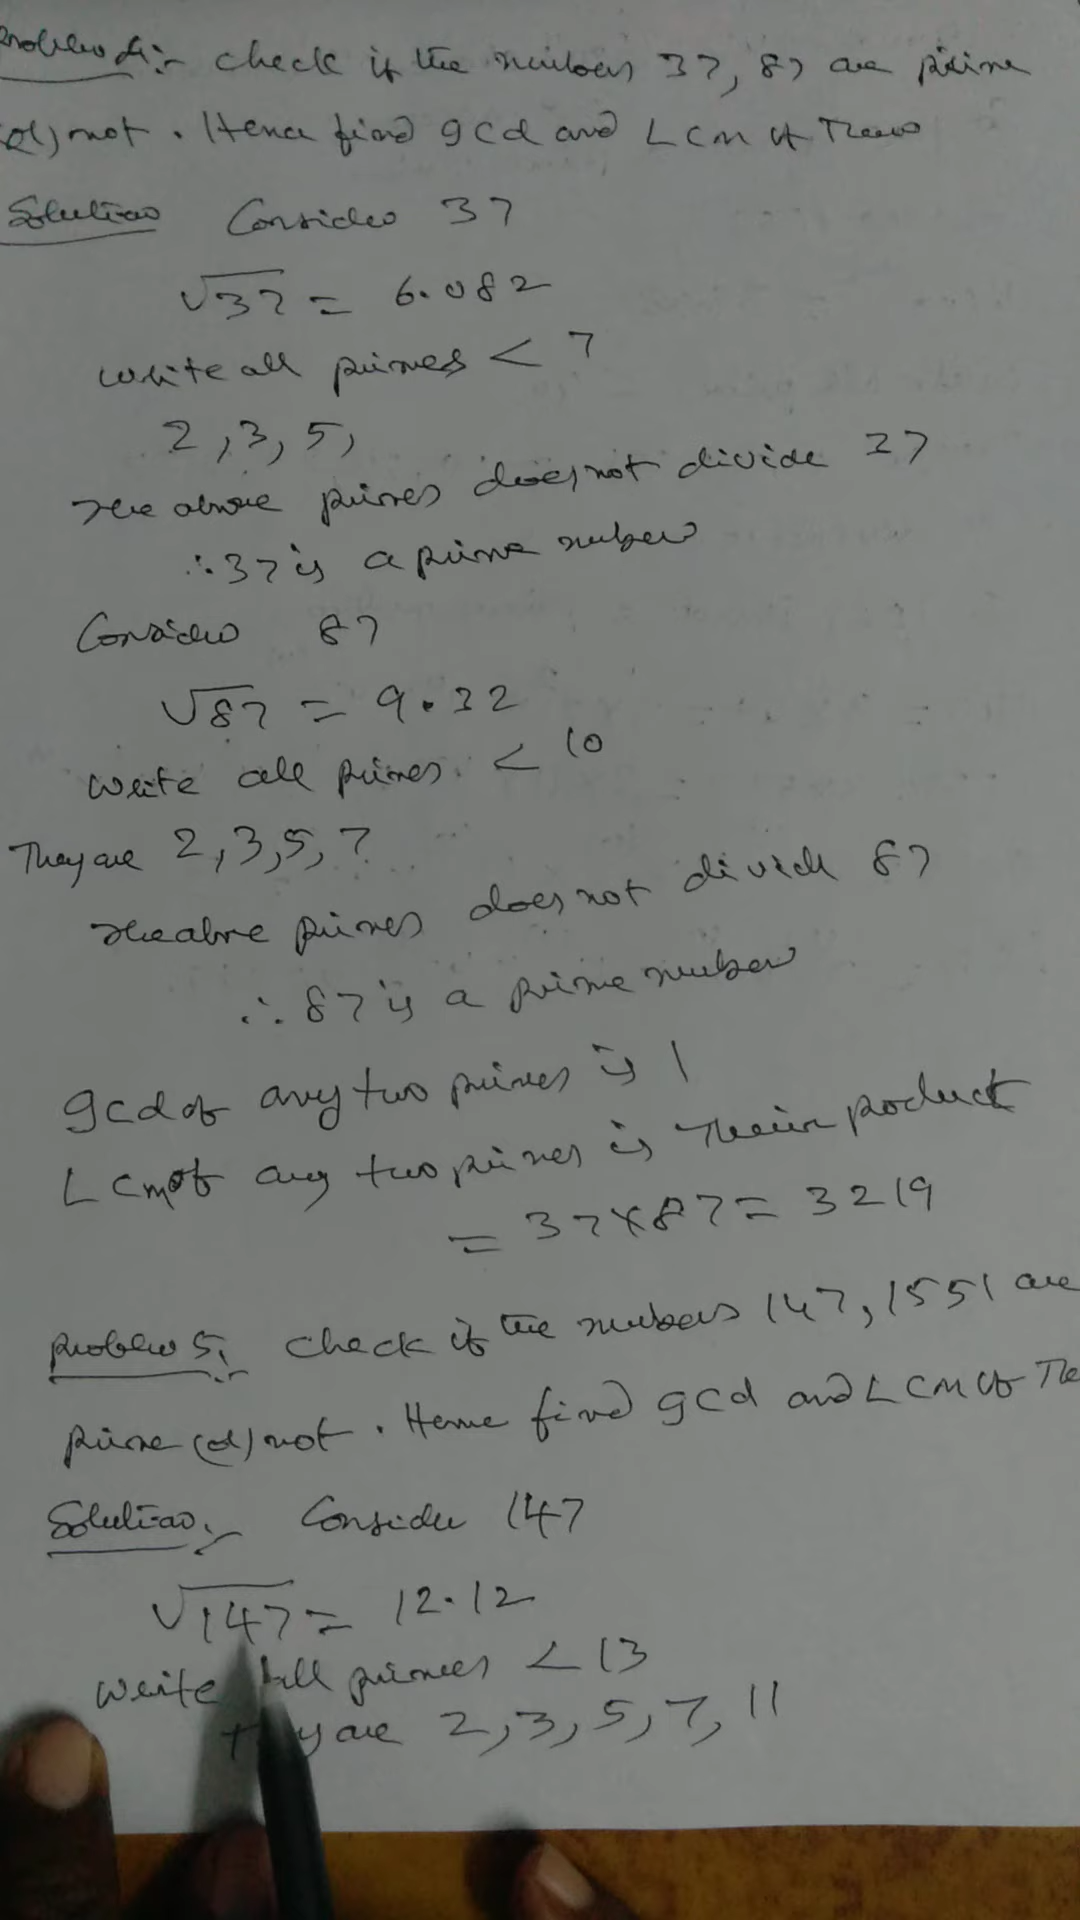 Problem 4:- Check if the numbers 37, 87 are prime
(or) not. Hence find gcd and LCM of them
Solution Consider 37
√37 = 6.082
Write all primes < 7
2, 3, 5,
The above primes does not divide 37
∴ 37 is a prime number
Consider 87
√87 = 9.32
Write all primes < 10
They are 2, 3, 5, 7
The above primes does not divide 87
∴ 87 is a prime number
gcd of any two primes is 1
LCM of any two primes is their product
= 37 x 87 = 3219
Problem 5:- Check if the numbers 147, 1551 are
prime (or) not. Hence find gcd and LCM of The
Solution:- Consider 147
√147 = 12.12
Write all primes < 13
they are 2, 3, 5, 7, 11